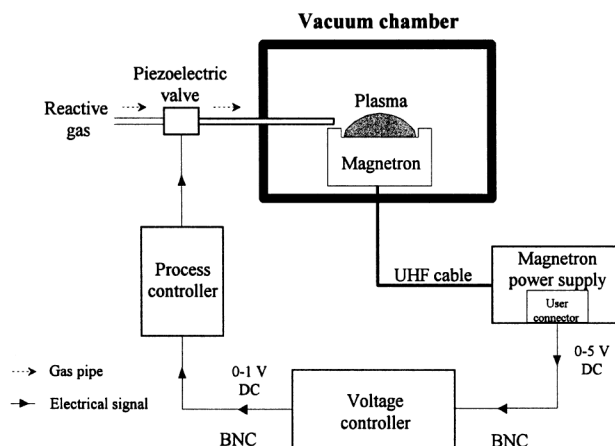 Vacuum chamber
Piezoelectric
valve
Reactive
gas
Plasma
Magnetron
UHF cable
Magnetron
power supply
User
connector
Process
controller
0-5 V
DC
0-1 V
DC
Voltage
controller
BNC
BNC
Gas pipe
Electrical signal